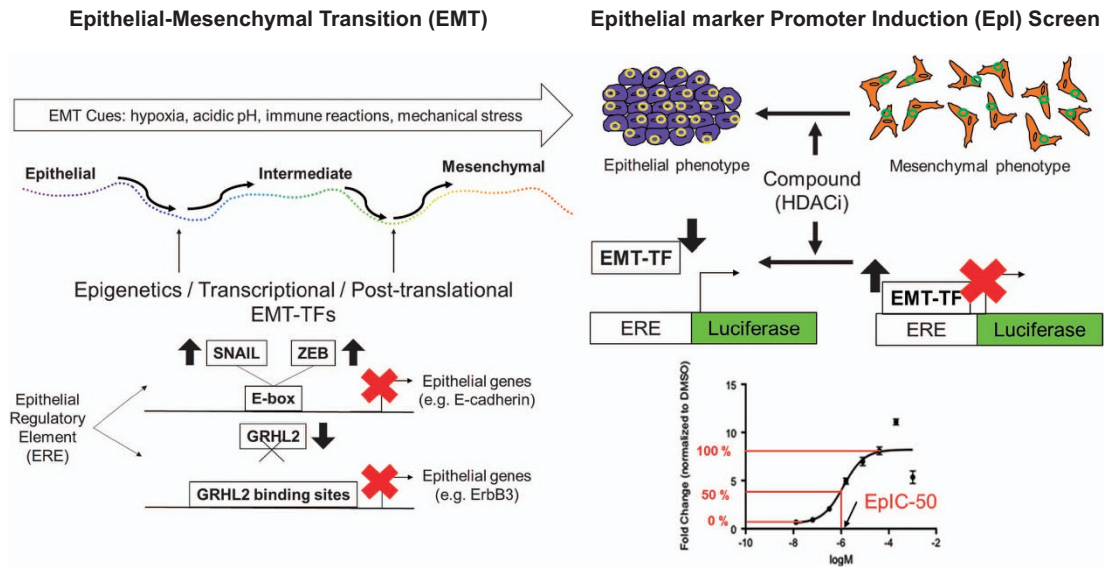 Epithelial-Mesenchymal Transition (EMT)
EMT Cues: hypoxia, acidic pH, immune reactions, mechanical stress
Epithelial
Intermediate
Mesenchymal
Epigenetics / Transcriptional / Post-translational
EMT-TFs
SNAIL
ZEB
E-box
Epithelial genes
(e.g. E-cadherin)
Epithelial
Regulatory
Element
(ERE)
GRHL2
GRHL2 binding sites
Epithelial genes
(e.g. ErbB3)
Epithelial marker Promoter Induction (EpI) Screen
Epithelial phenotype
Mesenchymal phenotype
Compound
(HDACi)
EMT-TF
ERE
Luciferase
EMT-TF
ERE
Luciferase
Fold Change (normalized to DMSO)
15
10
5
0
100 %
50 %
0 %
EpIC-50
-10
-8
-6
-4
-2
logM